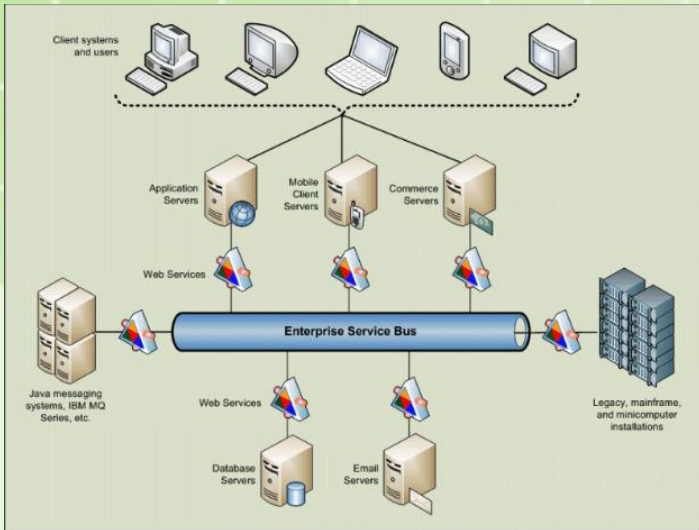 Client systems
and users
Application
Servers
Mobile
Client
Servers
Commerce
Servers
Web Services
Enterprise Service Bus
Java messaging
systems, IBM MQ
Series, etc.
Legacy, mainframe,
and minicomputer
installations
Web Services
Database
Servers
Email
Servers